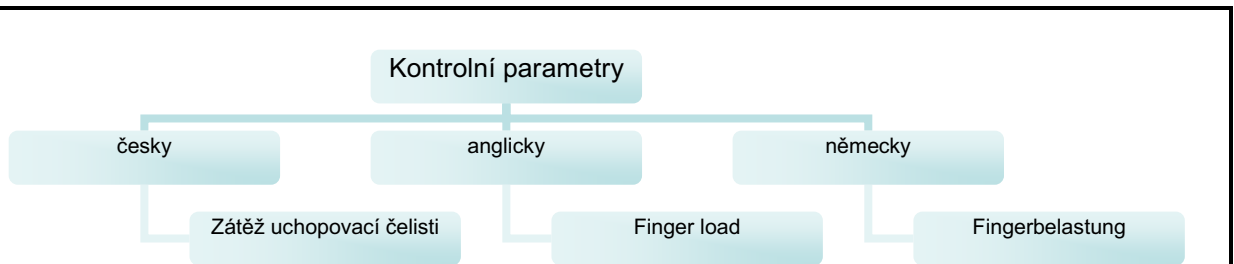 Kontrolní parametry
česky
anglicky
německy
Zátěž uchopovací čelisti
Finger load
Fingerbelastung